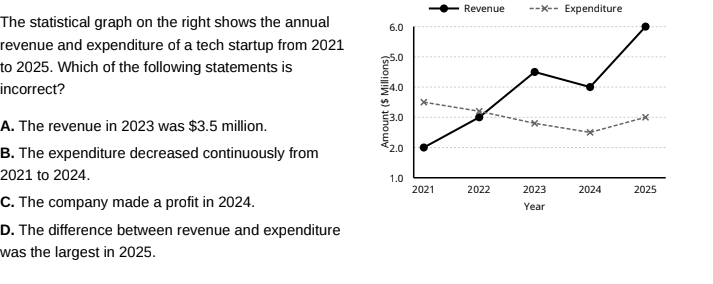 The statistical graph on the right shows the annual
revenue and expenditure of a tech startup from 2021
to 2025. Which of the following statements is
incorrect?
A. The revenue in 2023 was $3.5 million.
B. The expenditure decreased continuously from
2021 to 2024.
C. The company made a profit in 2024.
D. The difference between revenue and expenditure
was the largest in 2025.
Revenue Expenditure
Amount ($ Millions)
6.0
5.0
4.0
3.0
2.0
1.0
2021 2022 2023 2024 2025
Year